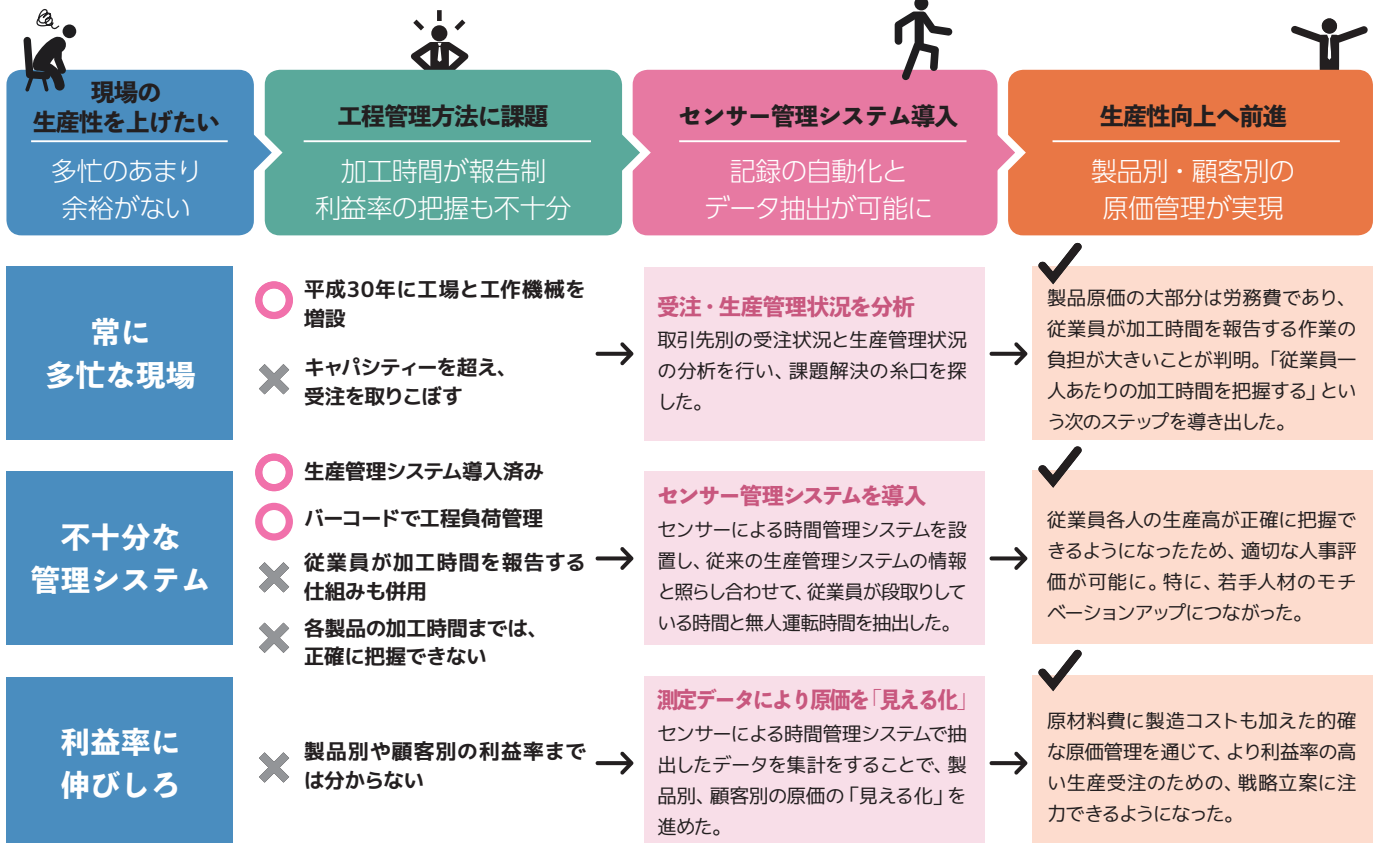 現場の
生産性を上げたい
多忙のあまり
余裕がない
工程管理方法に課題
加工時間が報告制
利益率の把握も不十分
センサー管理システム導入
記録の自動化と
データ抽出が可能に
生産性向上へ前進
製品別・顧客別の
原価管理が実現
常に
多忙な現場
平成30年に工場と工作機械を
増設
キャパシティーを超え、
受注を取りこぼす
受注・生産管理状況を分析
取引先別の受注状況と生産管理状況
の分析を行い、課題解決の糸口を探
した。
製品原価の大部分は労務費であり、
従業員が加工時間を報告する作業の
負担が大きいことが判明。「従業員一
人あたりの加工時間を把握する」とい
う次のステップを導き出した。
不十分な
管理システム
生産管理システム導入済み
バーコードで工程負荷管理
従業員が加工時間を報告する
仕組みも併用
各製品の加工時間までは、
正確に把握できない
センサー管理システムを導入
センサーによる時間管理システムを設
置し、従来の生産管理システムの情報
と照らし合わせて、従業員が段取りして
いる時間と無人運転時間を抽出した。
従業員各人の生産高が正確に把握で
きるようになったため、適切な人事評
価が可能に。特に、若手人材のモチ
ベーションアップにつながった。
利益率に
伸びしろ
製品別や顧客別の利益率まで
は分からない
測定データにより原価を「見える化」
センサーによる時間管理システムで抽
出したデータを集計をすることで、製
品別、顧客別の原価の「見える化」を
進めた。
原材料費に製造コストも加えた的確
な原価管理を通じて、より利益率の高
い生産受注のための、戦略立案に注
力できるようになった。